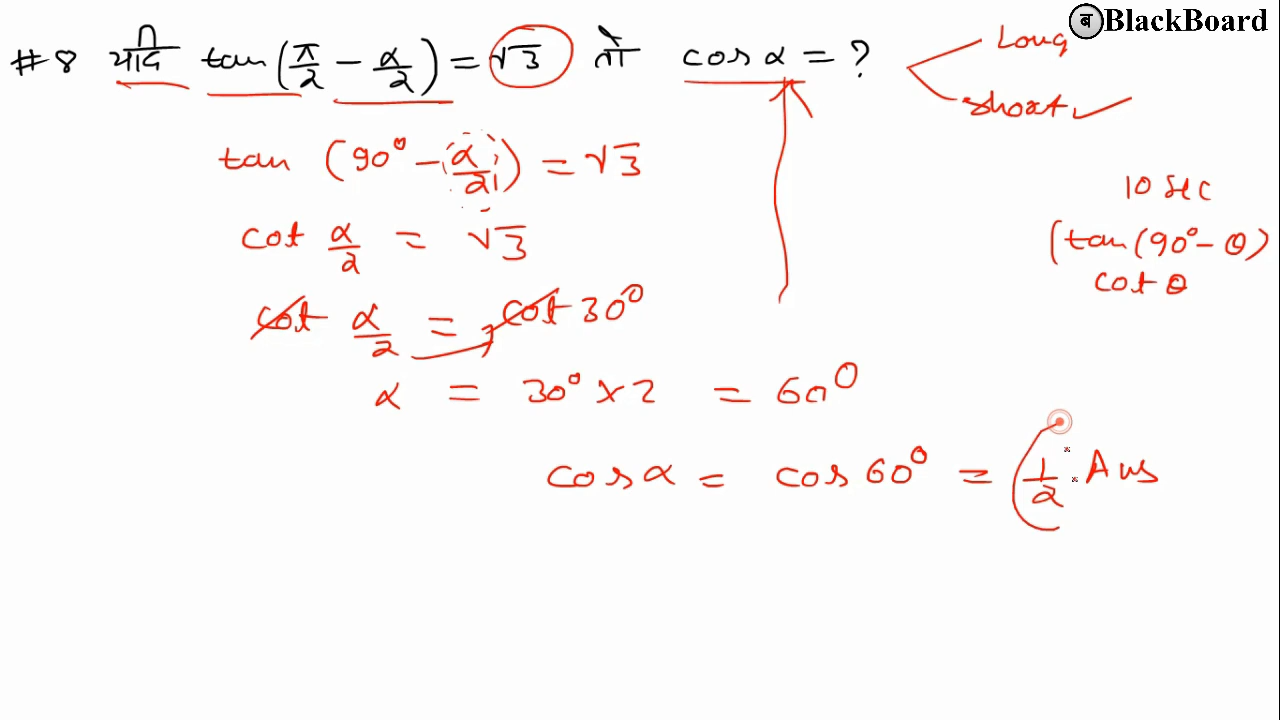 ब BlackBoard
#8 यदि tan(π/2 − α/2) = √3 तो cos α = ?
Long
Short ✓
tan (90° − α/2) = √3
10 sec
(tan(90° − θ)
cot θ
cot α/2 = √3
cot α/2 = cot 30°
α = 30° × 2 = 60°
cos α = cos 60° = 1/2 Ans